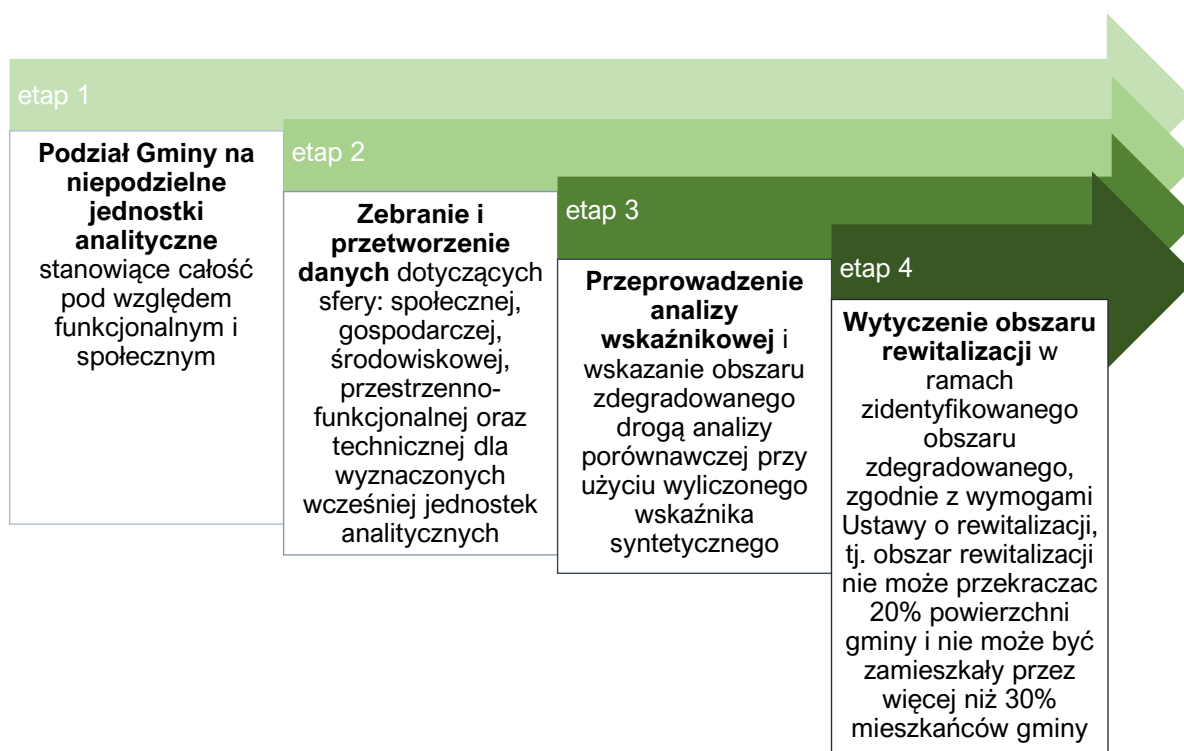 etap 1
Podział Gminy na
niepodzielne
jednostki
analityczne
stanowiące całość
pod względem
funkcjonalnym i
społecznym
etap 2
Zebranie i
przetworzenie
danych dotyczących
sfery: społecznej,
gospodarczej,
środowiskowej,
przestrzenno-
funkcjonalnej oraz
technicznej dla
wyznaczonych
wcześniej jednostek
analitycznych
etap 3
Przeprowadzenie
analizy
wskaźnikowej i
wskazanie obszaru
zdegradowanego
drogą analizy
porównawczej przy
użyciu wyliczonego
wskaźnika
syntetycznego
etap 4
Wytyczenie obszaru
rewitalizacji w
ramach
zidentyfikowanego
obszaru
zdegradowanego,
zgodnie z wymogami
Ustawy o rewitalizacji,
tj. obszar rewitalizacji
nie może przekraczac
20% powierzchni
gminy i nie może być
zamieszkały przez
więcej niż 30%
mieszkańców gminy